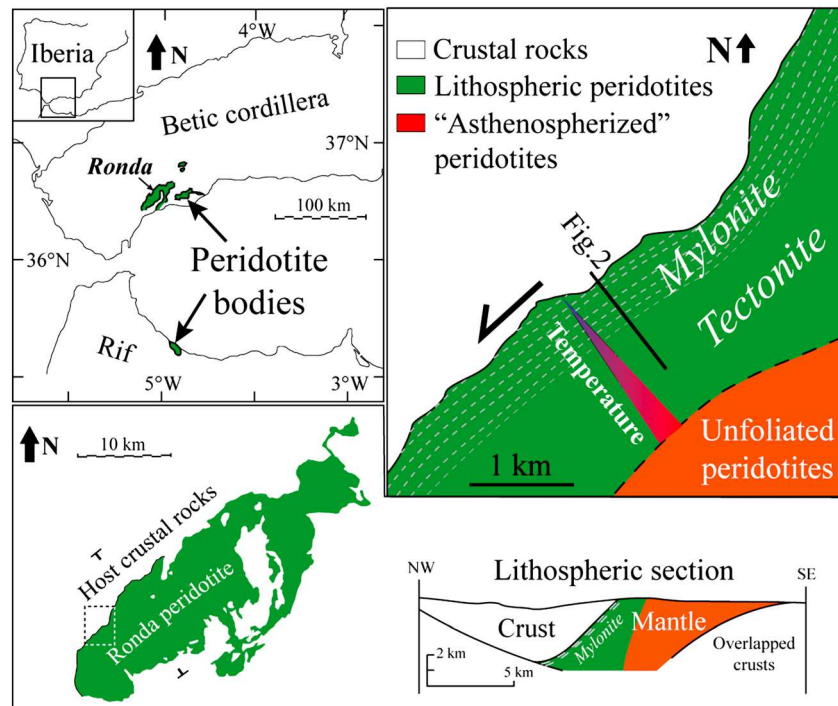 Iberia
N
4°W
Betic cordillera
37°N
Ronda
100 km
36°N
Peridotite
bodies
Rif
5°W
3°W
Crustal rocks
N
Lithospheric peridotites
“Asthenospherized”
peridotites
Fig.2
Mylonite
Tectonite
Temperature
1 km
Unfoliated
peridotites
N
10 km
Host crustal rocks
Ronda peridotite
Lithospheric section
NW
SE
Crust
Mylonite
Mantle
Overlapped
crusts
2 km
5 km